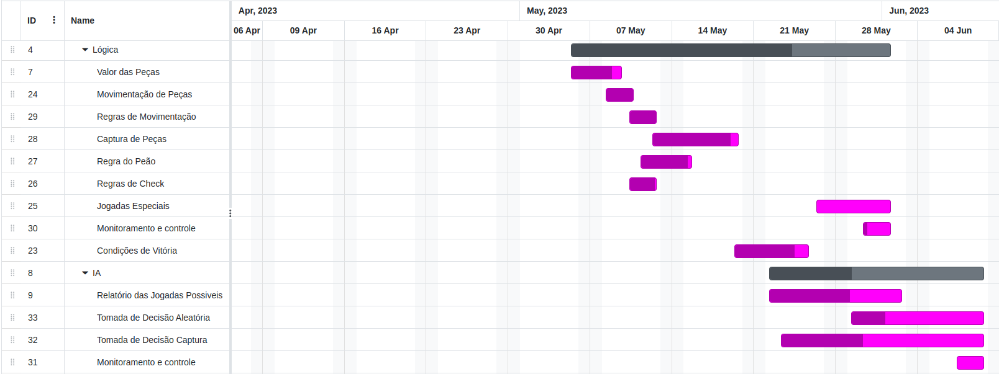 ID Name Apr, 2023 May, 2023 Jun, 2023
06 Apr 09 Apr 16 Apr 23 Apr 30 Apr 07 May 14 May 21 May 28 May 04 Jun
4 Lógica
7 Valor das Peças
24 Movimentação de Peças
29 Regras de Movimentação
28 Captura de Peças
27 Regra do Peão
26 Regras de Check
25 Jogadas Especiais
30 Monitoramento e controle
23 Condições de Vitória
8 IA
9 Relatório das Jogadas Possiveis
33 Tomada de Decisão Aleatória
32 Tomada de Decisão Captura
31 Monitoramento e controle